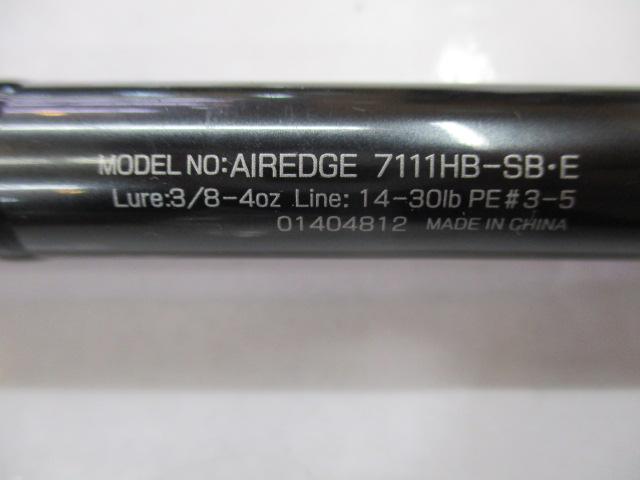 MODEL NO:AIREDGE 7111HB-SB·E
Lure:3/8-4oz Line: 14-30lb PE#3-5
01404812 MADE IN CHINA